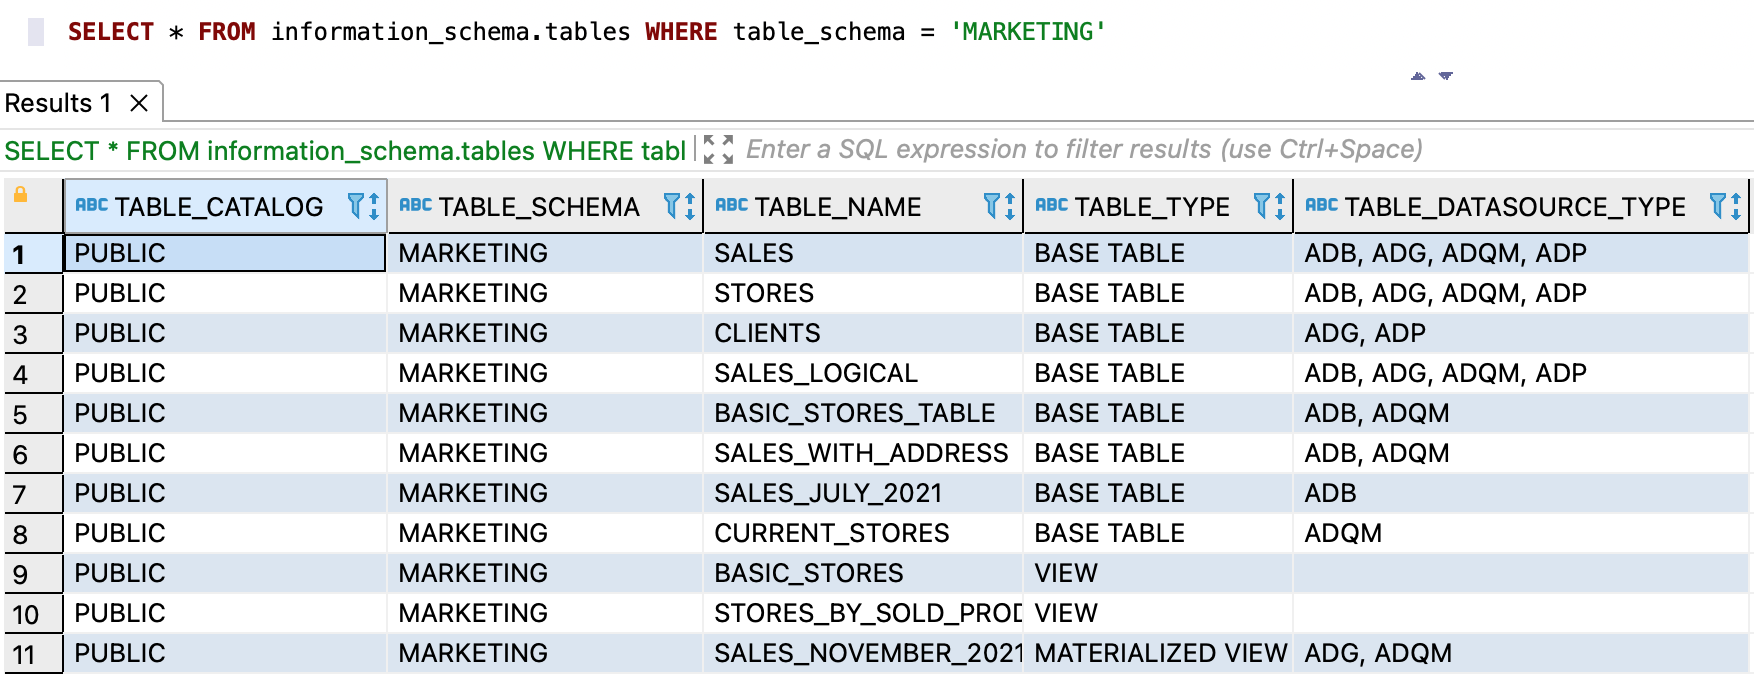 SELECT * FROM information_schema.tables WHERE table_schema = 'MARKETING'
Results 1
SELECT * FROM information_schema.tables WHERE tabl Enter a SQL expression to filter results (use Ctrl+Space)
ABC TABLE_CATALOG ABC TABLE_SCHEMA ABC TABLE_NAME ABC TABLE_TYPE ABC TABLE_DATASOURCE_TYPE
1 PUBLIC MARKETING SALES BASE TABLE ADB, ADG, ADQM, ADP
2 PUBLIC MARKETING STORES BASE TABLE ADB, ADG, ADQM, ADP
3 PUBLIC MARKETING CLIENTS BASE TABLE ADG, ADP
4 PUBLIC MARKETING SALES_LOGICAL BASE TABLE ADB, ADG, ADQM, ADP
5 PUBLIC MARKETING BASIC_STORES_TABLE BASE TABLE ADB, ADQM
6 PUBLIC MARKETING SALES_WITH_ADDRESS BASE TABLE ADB, ADQM
7 PUBLIC MARKETING SALES_JULY_2021 BASE TABLE ADB
8 PUBLIC MARKETING CURRENT_STORES BASE TABLE ADQM
9 PUBLIC MARKETING BASIC_STORES VIEW
10 PUBLIC MARKETING STORES_BY_SOLD_PROD VIEW
11 PUBLIC MARKETING SALES_NOVEMBER_2021 MATERIALIZED VIEW ADG, ADQM